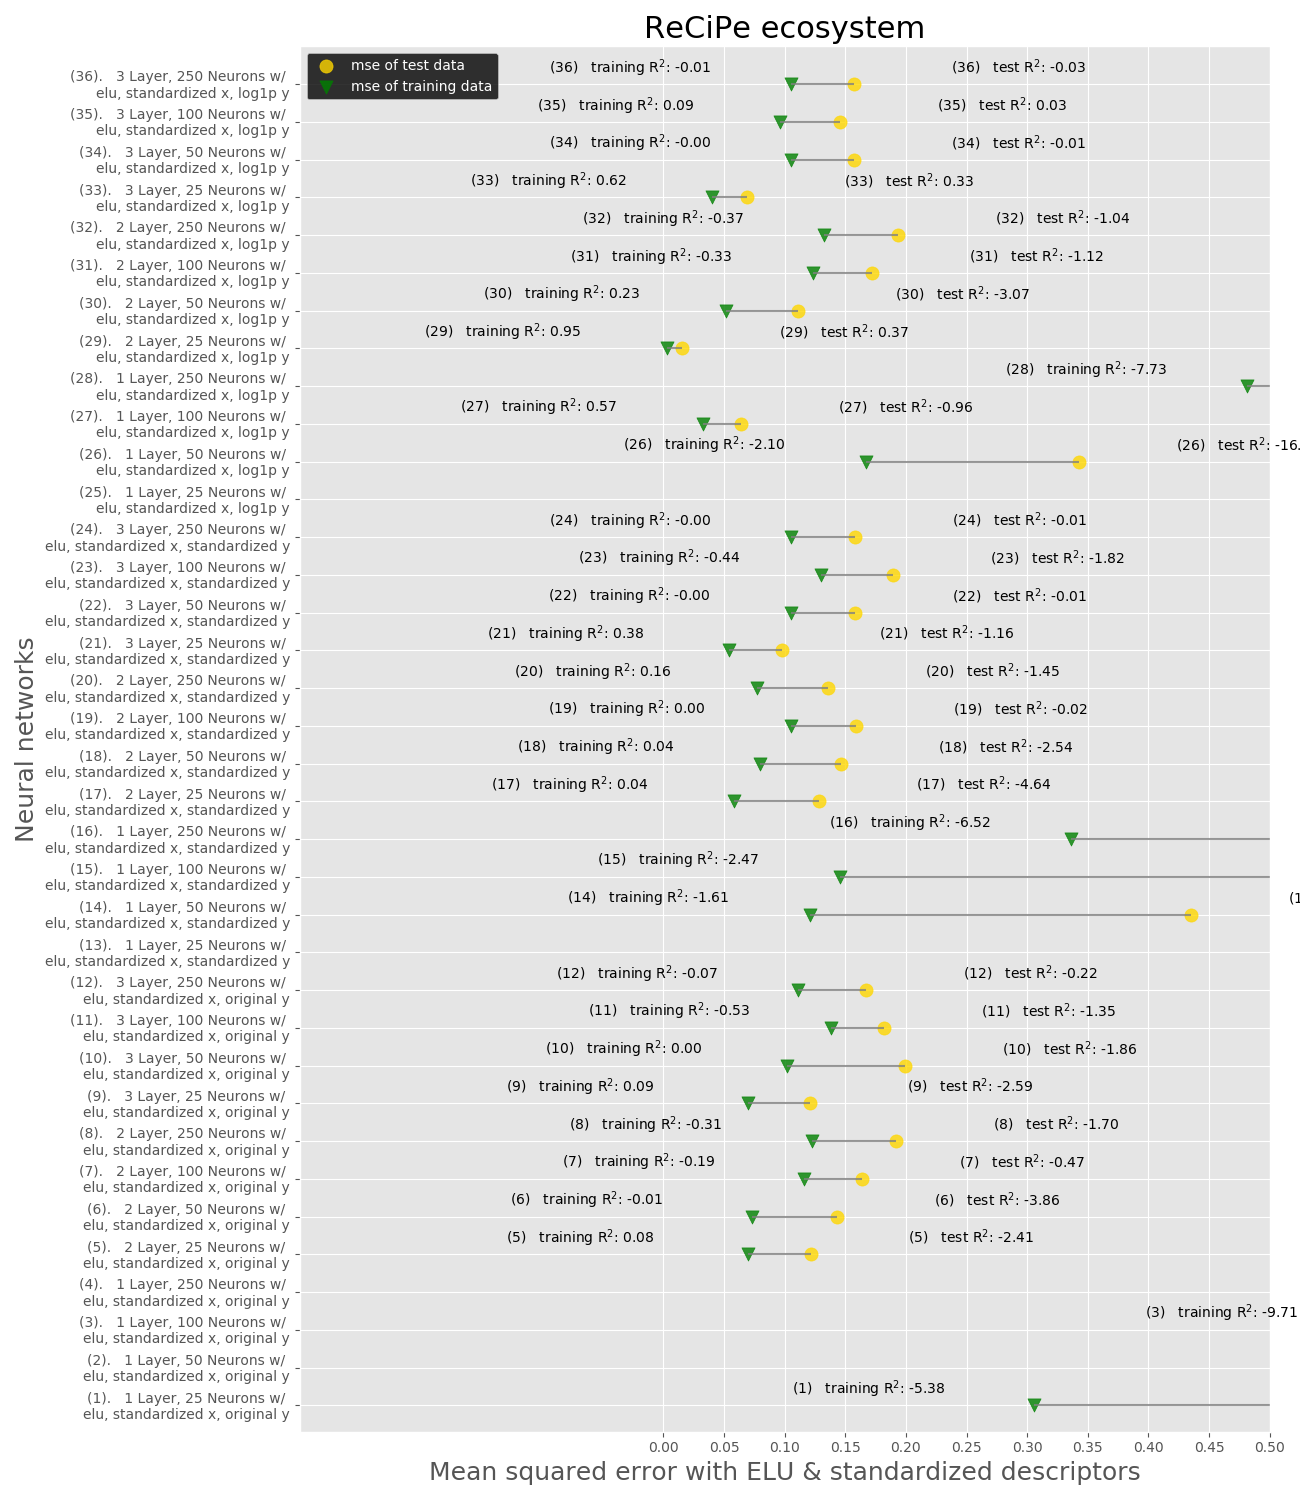 ReCiPe ecosystem
mse of test data
mse of training data
(36).   3 Layer, 250 Neurons w/
elu, standardized x, log1p y
(36)   training R²: -0.01
(36)   test R²: -0.03
(35).   3 Layer, 100 Neurons w/
elu, standardized x, log1p y
(35)   training R²: 0.09
(35)   test R²: 0.03
(34).   3 Layer, 50 Neurons w/
elu, standardized x, log1p y
(34)   training R²: -0.00
(34)   test R²: -0.01
(33).   3 Layer, 25 Neurons w/
elu, standardized x, log1p y
(33)   training R²: 0.62
(33)   test R²: 0.33
(32).   2 Layer, 250 Neurons w/
elu, standardized x, log1p y
(32)   training R²: -0.37
(32)   test R²: -1.04
(31).   2 Layer, 100 Neurons w/
elu, standardized x, log1p y
(31)   training R²: -0.33
(31)   test R²: -1.12
(30).   2 Layer, 50 Neurons w/
elu, standardized x, log1p y
(30)   training R²: 0.23
(30)   test R²: -3.07
(29).   2 Layer, 25 Neurons w/
elu, standardized x, log1p y
(29)   training R²: 0.95
(29)   test R²: 0.37
(28).   1 Layer, 250 Neurons w/
elu, standardized x, log1p y
(28)   training R²: -7.73
(27).   1 Layer, 100 Neurons w/
elu, standardized x, log1p y
(27)   training R²: 0.57
(27)   test R²: -0.96
(26).   1 Layer, 50 Neurons w/
elu, standardized x, log1p y
(26)   training R²: -2.10
(26)   test R²: -16.
(25).   1 Layer, 25 Neurons w/
elu, standardized x, log1p y
(24).   3 Layer, 250 Neurons w/
elu, standardized x, standardized y
(24)   training R²: -0.00
(24)   test R²: -0.01
(23).   3 Layer, 100 Neurons w/
elu, standardized x, standardized y
(23)   training R²: -0.44
(23)   test R²: -1.82
(22).   3 Layer, 50 Neurons w/
elu, standardized x, standardized y
(22)   training R²: -0.00
(22)   test R²: -0.01
(21).   3 Layer, 25 Neurons w/
elu, standardized x, standardized y
(21)   training R²: 0.38
(21)   test R²: -1.16
(20).   2 Layer, 250 Neurons w/
elu, standardized x, standardized y
(20)   training R²: 0.16
(20)   test R²: -1.45
(19).   2 Layer, 100 Neurons w/
elu, standardized x, standardized y
(19)   training R²: 0.00
(19)   test R²: -0.02
(18).   2 Layer, 50 Neurons w/
elu, standardized x, standardized y
(18)   training R²: 0.04
(18)   test R²: -2.54
(17).   2 Layer, 25 Neurons w/
elu, standardized x, standardized y
(17)   training R²: 0.04
(17)   test R²: -4.64
(16).   1 Layer, 250 Neurons w/
elu, standardized x, standardized y
(16)   training R²: -6.52
(15).   1 Layer, 100 Neurons w/
elu, standardized x, standardized y
(15)   training R²: -2.47
(14).   1 Layer, 50 Neurons w/
elu, standardized x, standardized y
(14)   training R²: -1.61
(13).   1 Layer, 25 Neurons w/
elu, standardized x, standardized y
(12).   3 Layer, 250 Neurons w/
elu, standardized x, original y
(12)   training R²: -0.07
(12)   test R²: -0.22
(11).   3 Layer, 100 Neurons w/
elu, standardized x, original y
(11)   training R²: -0.53
(11)   test R²: -1.35
(10).   3 Layer, 50 Neurons w/
elu, standardized x, original y
(10)   training R²: 0.00
(10)   test R²: -1.86
(9).   3 Layer, 25 Neurons w/
elu, standardized x, original y
(9)   training R²: 0.09
(9)   test R²: -2.59
(8).   2 Layer, 250 Neurons w/
elu, standardized x, original y
(8)   training R²: -0.31
(8)   test R²: -1.70
(7).   2 Layer, 100 Neurons w/
elu, standardized x, original y
(7)   training R²: -0.19
(7)   test R²: -0.47
(6).   2 Layer, 50 Neurons w/
elu, standardized x, original y
(6)   training R²: -0.01
(6)   test R²: -3.86
(5).   2 Layer, 25 Neurons w/
elu, standardized x, original y
(5)   training R²: 0.08
(5)   test R²: -2.41
(4).   1 Layer, 250 Neurons w/
elu, standardized x, original y
(3).   1 Layer, 100 Neurons w/
elu, standardized x, original y
(3)   training R²: -9.71
(2).   1 Layer, 50 Neurons w/
elu, standardized x, original y
(1).   1 Layer, 25 Neurons w/
elu, standardized x, original y
(1)   training R²: -5.38
Neural networks
0.00 0.05 0.10 0.15 0.20 0.25 0.30 0.35 0.40 0.45 0.50
Mean squared error with ELU & standardized descriptors